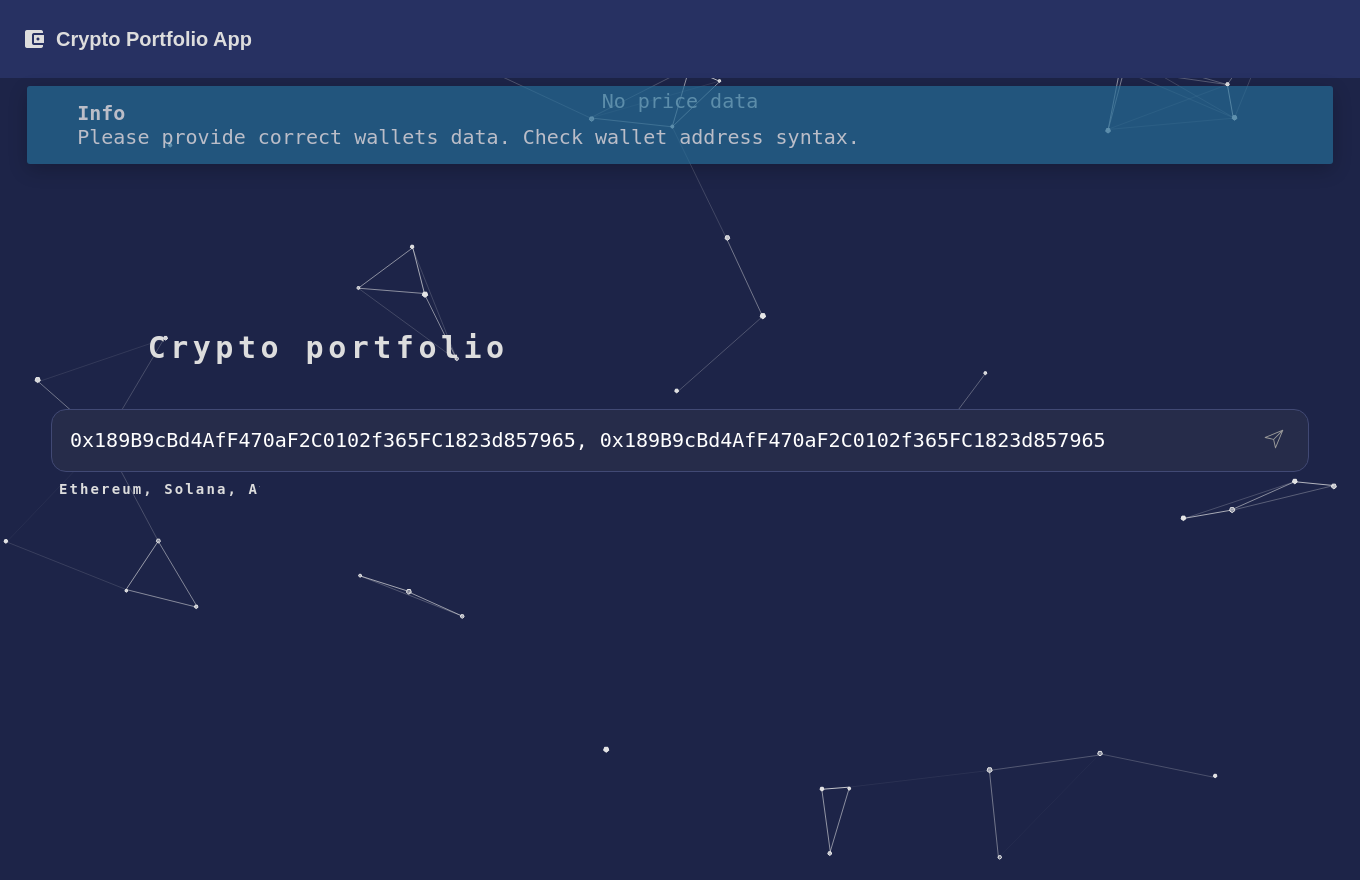 Crypto Portfolio App
No price data
Info
Please provide correct wallets data. Check wallet address syntax.
Crypto portfolio
0x189B9cBd4AfF470aF2C0102f365FC1823d857965, 0x189B9cBd4AfF470aF2C0102f365FC1823d857965
Ethereum, Solana, A